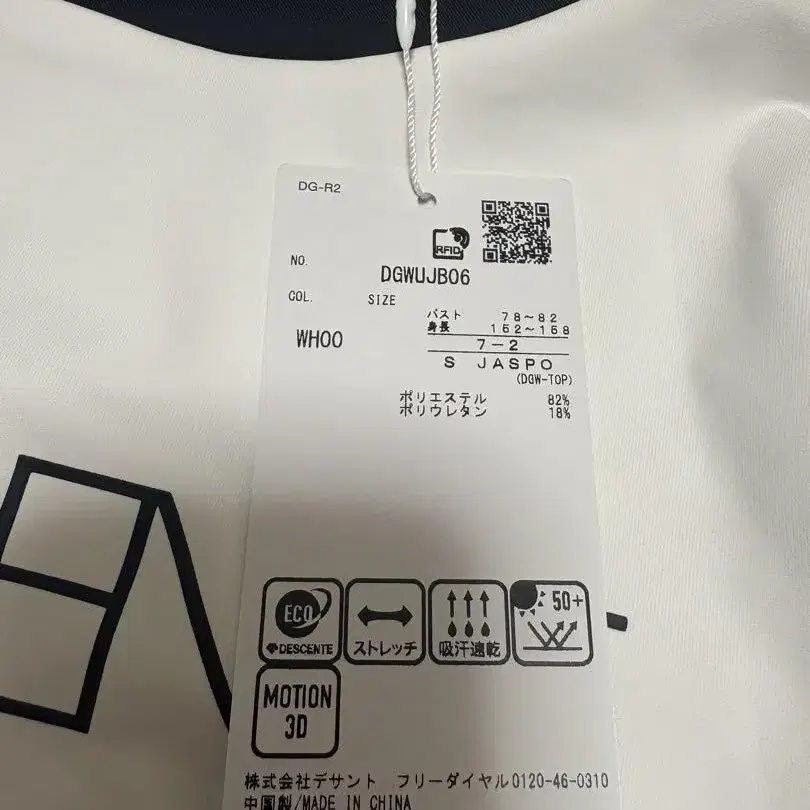 DG-R2
RFID
NO.
DGWUJB06
COL.
SIZE
WH00
バスト 78～82
身長 152～158
7－2
S JASPO
(DGW-TOP)
ポリエステル 82%
ポリウレタン 18%
ECO
DESCENTE
ストレッチ
吸汗速乾
50+
MOTION
3D
株式会社デサント フリーダイヤル0120-46-0310
中國製/MADE IN CHINA